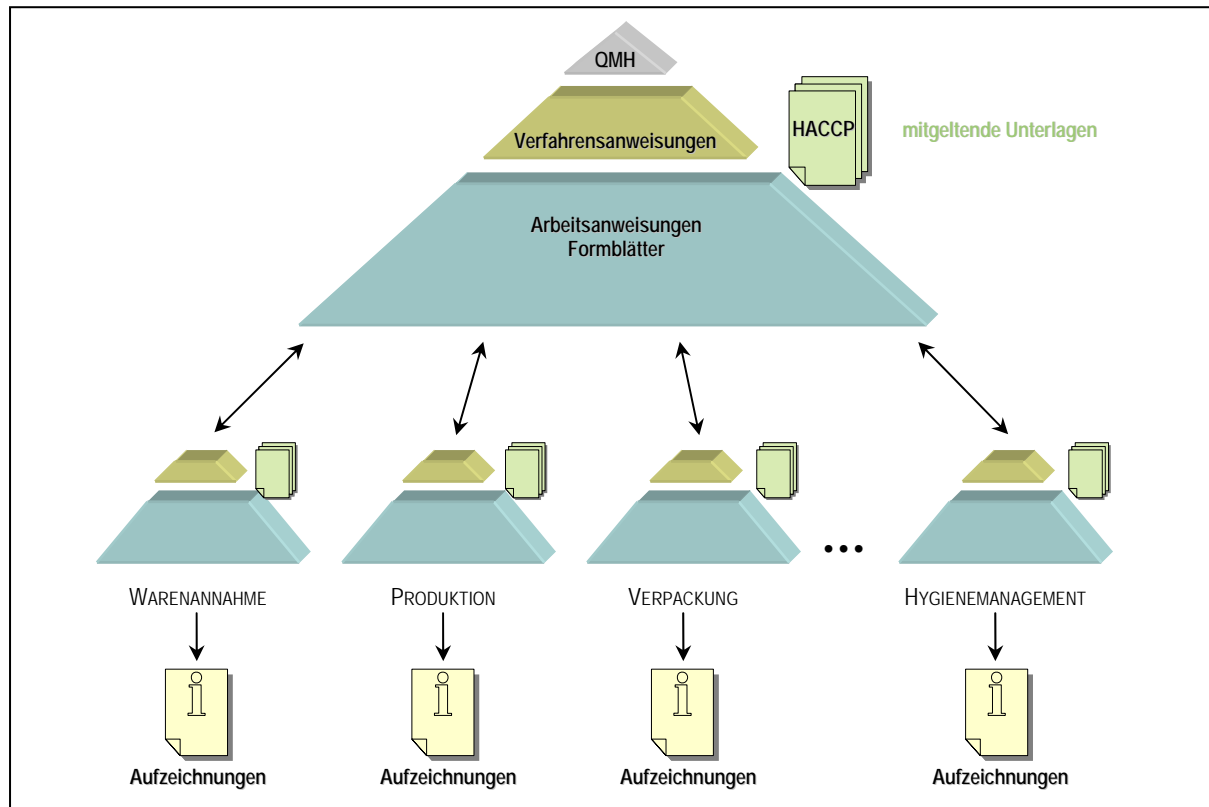 QMH
Verfahrensanweisungen
HACCP
mitgeltende Unterlagen
Arbeitsanweisungen
Formblätter
...
WARENANNAHME
PRODUKTION
VERPACKUNG
HYGIENEMANAGEMENT
i
i
i
i
Aufzeichnungen
Aufzeichnungen
Aufzeichnungen
Aufzeichnungen